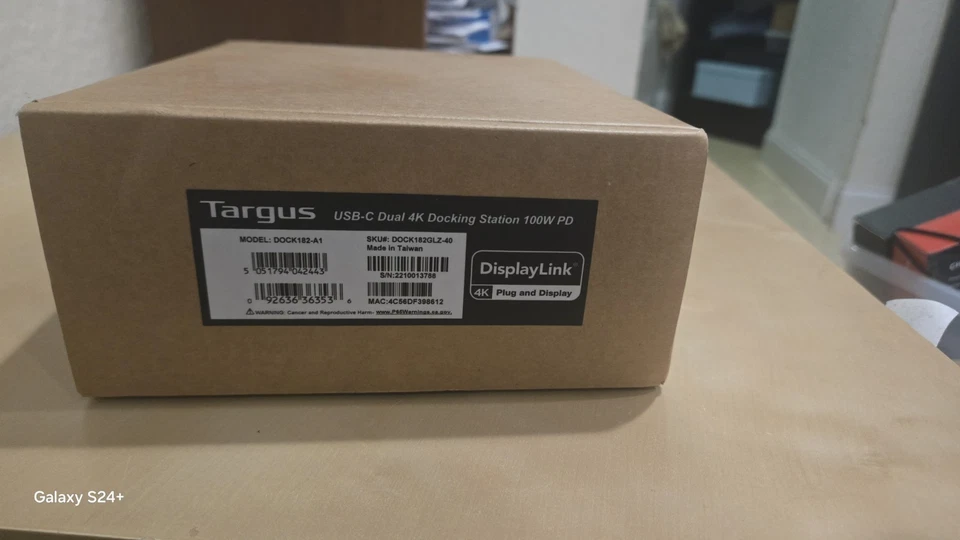 Targus
USB-C Dual 4K Docking Station 100W PD
MODEL: DOCK182-A1
5 051794 042443
0 92636 36353 6
SKU#: DOCK182GLZ-40
Made in Taiwan
S/N:2210013758
MAC:4C56DF398612
WARNING: Cancer and Reproductive Harm- www.P65Warnings.ca.gov.
DisplayLink
4K Plug and Display
Galaxy S24+